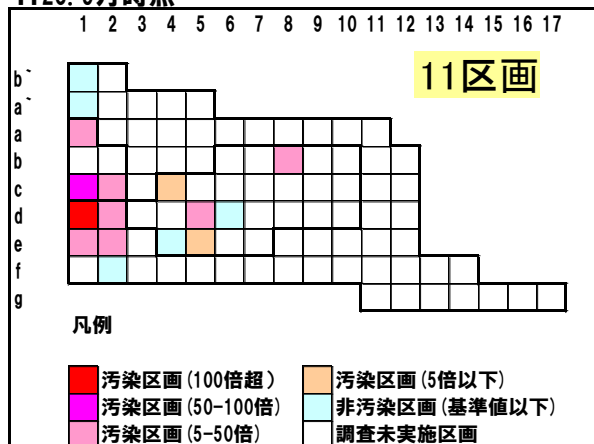 1 2 3 4 5 6 7 8 9 10 11 12 13 14 15 16 17
11区画
b`
a`
a
b
c
d
e
f
g
凡例
汚染区画(100倍超) 汚染区画(5倍以下)
汚染区画(50-100倍) 非汚染区画(基準値以下)
汚染区画(5-50倍) 調査未実施区画